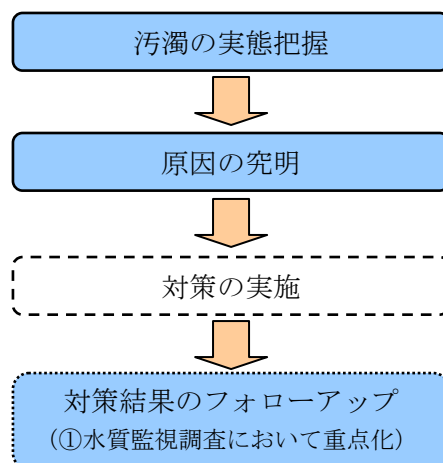 汚濁の実態把握
原因の究明
対策の実施
対策結果のフォローアップ
(①水質監視調査において重点化)